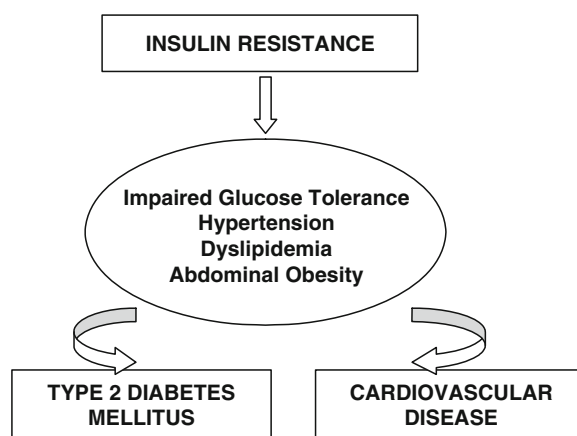 INSULIN RESISTANCE
Impaired Glucose Tolerance
Hypertension
Dyslipidemia
Abdominal Obesity
TYPE 2 DIABETES
MELLITUS
CARDIOVASCULAR
DISEASE